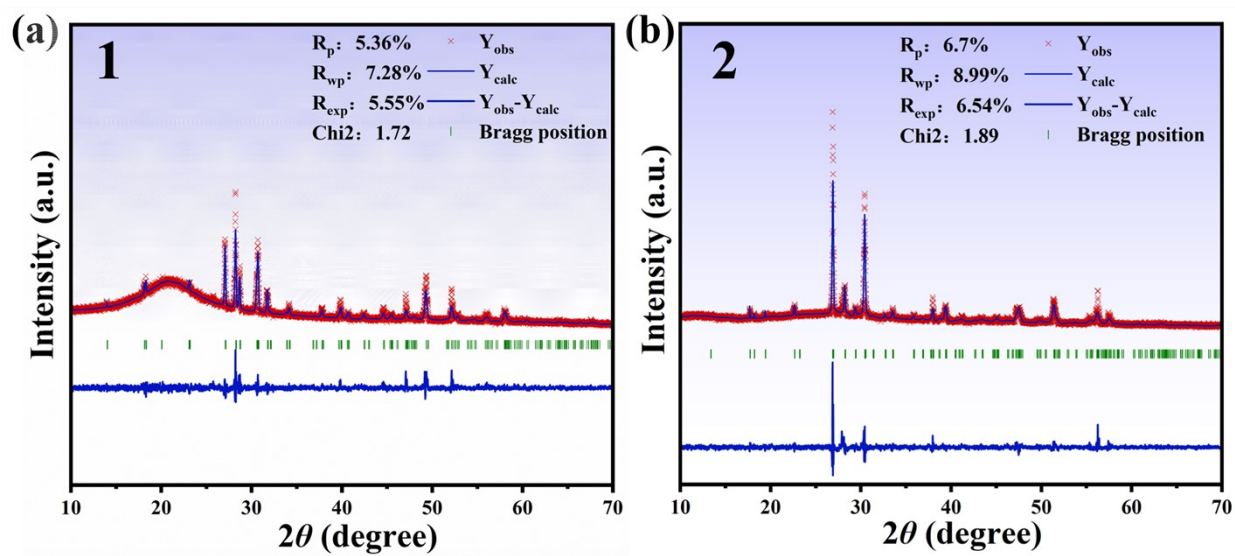 (a)
1
Rp: 5.36%
Rwp: 7.28%
Rexp: 5.55%
Chi2: 1.72
Yobs
Ycalc
Yobs-Ycalc
Bragg position
Intensity (a.u.)
10 20 30 40 50 60 70
2θ (degree)
(b)
2
Rp: 6.7%
Rwp: 8.99%
Rexp: 6.54%
Chi2: 1.89
Yobs
Ycalc
Yobs-Ycalc
Bragg position
Intensity (a.u.)
10 20 30 40 50 60 70
2θ (degree)